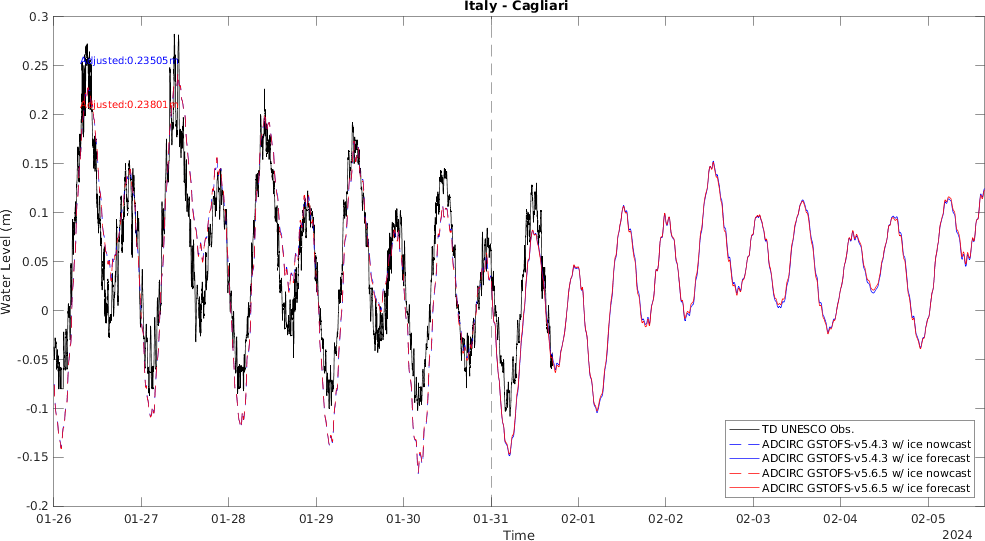 Italy - Cagliari
0.3
0.25
0.2
0.15
0.1
0.05
0
-0.05
-0.1
-0.15
-0.2
Water Level (m)
Adjusted:0.23505m
Adjusted:0.23801m
TD UNESCO Obs.
ADCIRC GSTOFS-v5.4.3 w/ ice nowcast
ADCIRC GSTOFS-v5.4.3 w/ ice forecast
ADCIRC GSTOFS-v5.6.5 w/ ice nowcast
ADCIRC GSTOFS-v5.6.5 w/ ice forecast
01-26 01-27 01-28 01-29 01-30 01-31 02-01 02-02 02-03 02-04 02-05
Time
2024